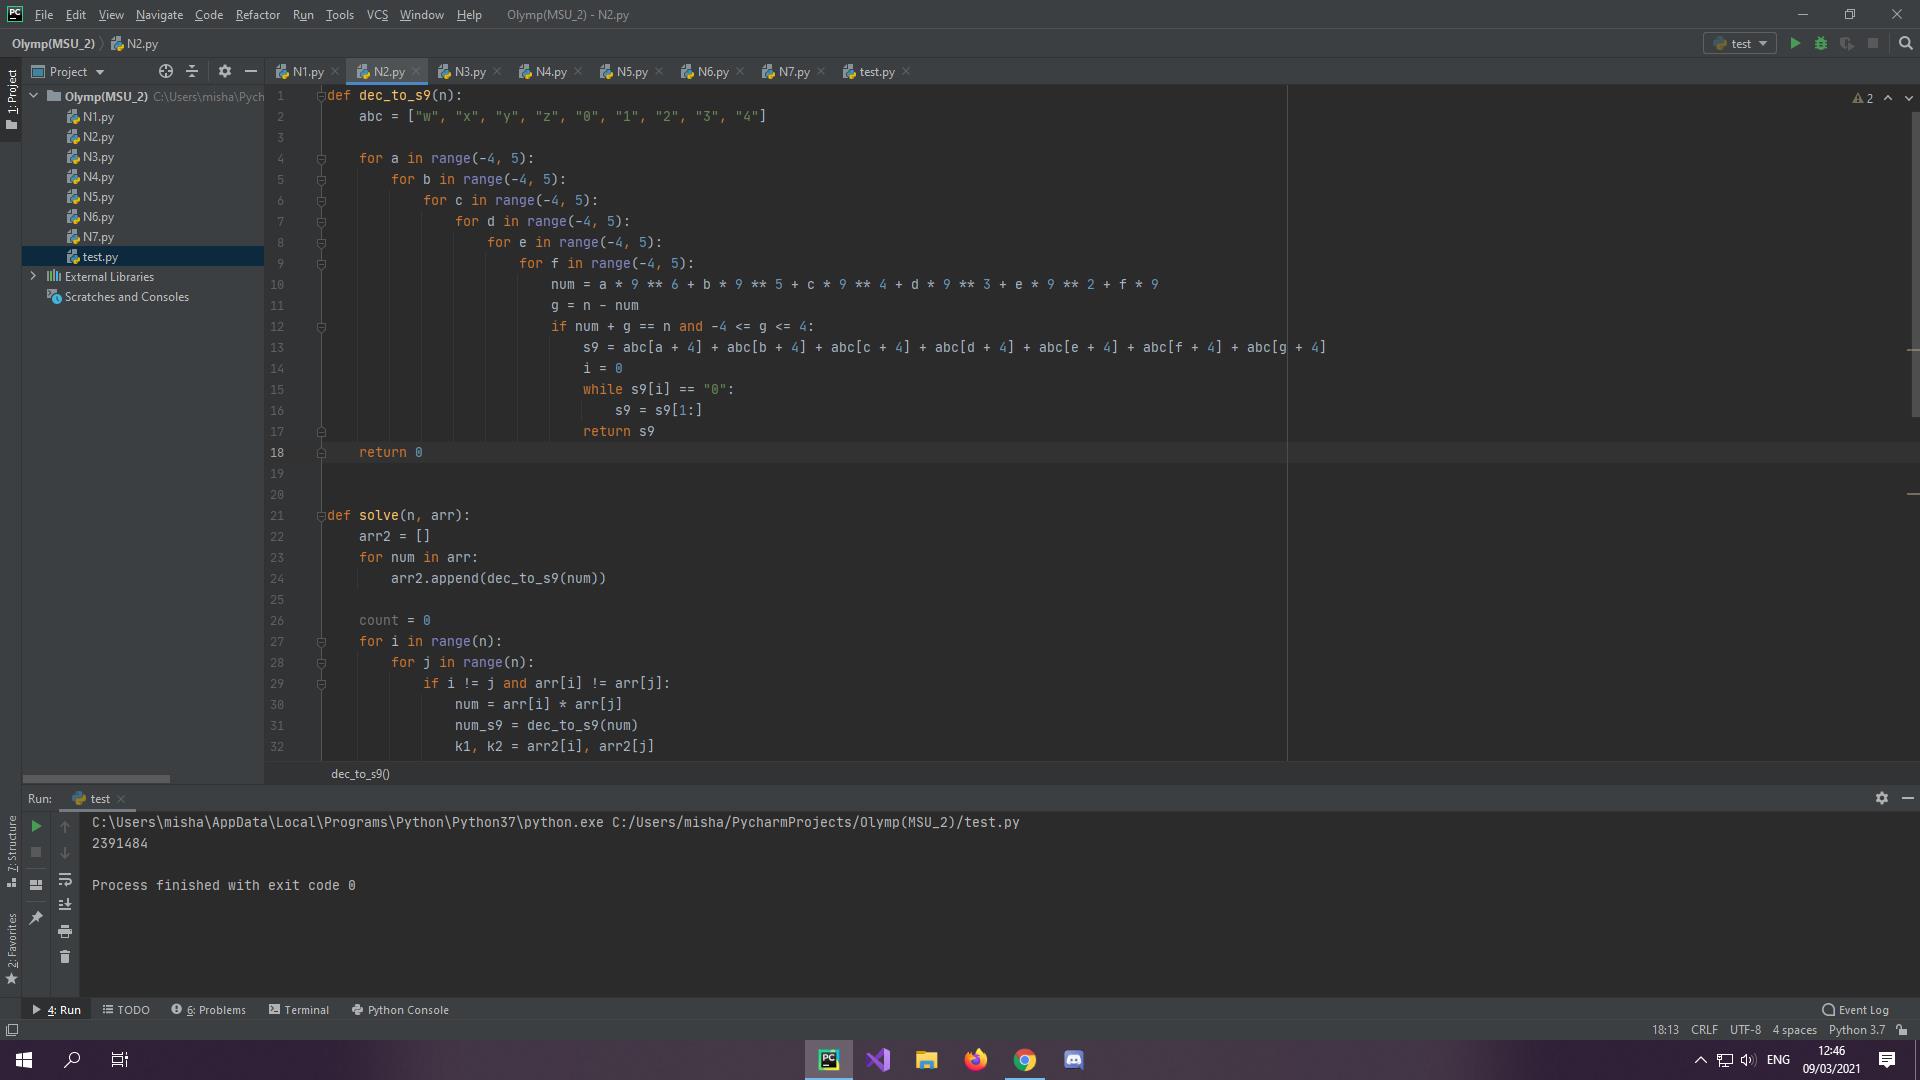 PC File Edit View Navigate Code Refactor Run Tools VCS Window Help Olymp(MSU_2) - N2.py
Olymp(MSU_2) N2.py test
Project N1.py N2.py N3.py N4.py N5.py N6.py N7.py test.py
1: Project
Olymp(MSU_2) C:\Users\misha\Pych
N1.py
N2.py
N3.py
N4.py
N5.py
N6.py
N7.py
test.py
External Libraries
Scratches and Consoles
2
1 def dec_to_s9(n):
2 abc = ["w", "x", "y", "z", "0", "1", "2", "3", "4"]
3
4 for a in range(-4, 5):
5 for b in range(-4, 5):
6 for c in range(-4, 5):
7 for d in range(-4, 5):
8 for e in range(-4, 5):
9 for f in range(-4, 5):
10 num = a * 9 ** 6 + b * 9 ** 5 + c * 9 ** 4 + d * 9 ** 3 + e * 9 ** 2 + f * 9
11 g = n - num
12 if num + g == n and -4 <= g <= 4:
13 s9 = abc[a + 4] + abc[b + 4] + abc[c + 4] + abc[d + 4] + abc[e + 4] + abc[f + 4] + abc[g + 4]
14 i = 0
15 while s9[i] == "0":
16 s9 = s9[1:]
17 return s9
18 return 0
19
20
21 def solve(n, arr):
22 arr2 = []
23 for num in arr:
24 arr2.append(dec_to_s9(num))
25
26 count = 0
27 for i in range(n):
28 for j in range(n):
29 if i != j and arr[i] != arr[j]:
30 num = arr[i] * arr[j]
31 num_s9 = dec_to_s9(num)
32 k1, k2 = arr2[i], arr2[j]
dec_to_s9()
Run: test
C:\Users\misha\AppData\Local\Programs\Python\Python37\python.exe C:/Users/misha/PycharmProjects/Olymp(MSU_2)/test.py
2391484
Process finished with exit code 0
7: Structure
2: Favorites
4: Run TODO 6: Problems Terminal Python Console Event Log
18:13 CRLF UTF-8 4 spaces Python 3.7
PC ENG 12:46
09/03/2021